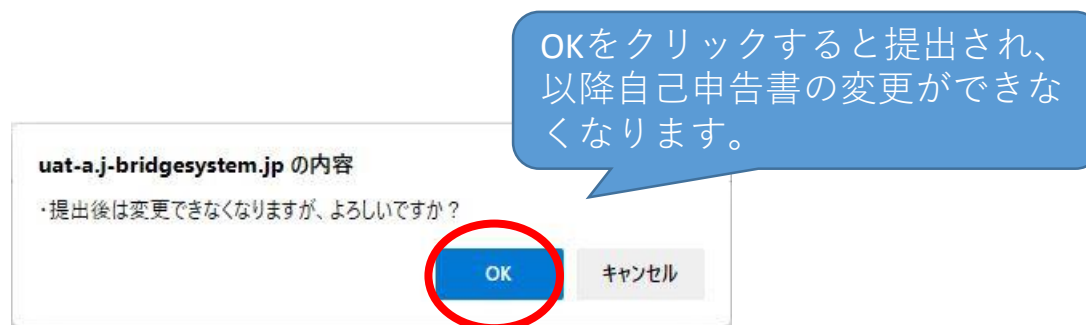 OKをクリックすると提出され、
以降自己申告書の変更ができな
くなります。
uat-a.j-bridgesystem.jp の内容
・提出後は変更できなくなりますが、よろしいですか？
OK キャンセル